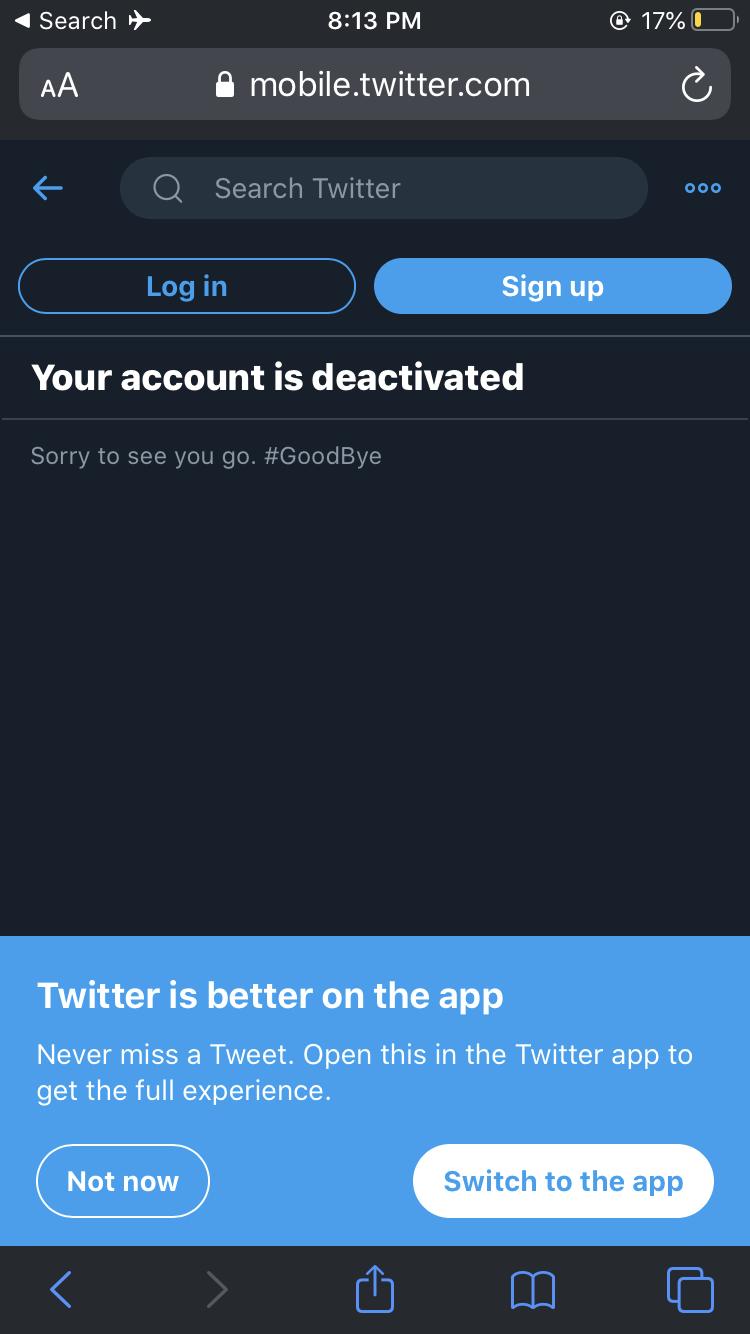 Search
8:13 PM
17%
AA
mobile.twitter.com
Search Twitter
Log in
Sign up
Your account is deactivated
Sorry to see you go. #GoodBye
Twitter is better on the app
Never miss a Tweet. Open this in the Twitter app to
get the full experience.
Not now
Switch to the app